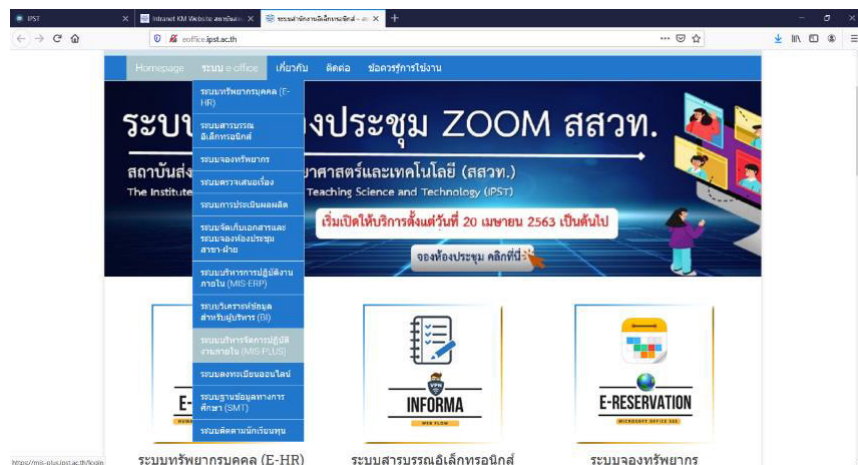 IPST
Intranet KM Website
ระบบสำนักงานอิเล็กทรอนิกส์ -
eoffice.ipst.ac.th
Homepage ระบบ e-office เกี่ยวกับ ติดต่อ ข้อควรรู้การใช้งาน
ระบบทรัพยากรบุคคล (E-
HR)
ระบบสารบรรณ
อิเล็กทรอนิกส์
ระบบจองทรัพยากร
ระบบตรวจเสนอเรื่อง
ระบบการประเมินผลผลิต
ระบบจัดเก็บเอกสารและ
ระบบจองห้องประชุม
สาขา-ฝ่าย
ระบบบริหารการปฏิบัติงาน
ภายใน (MIS-ERP)
ระบบวิเคราะห์ข้อมูล
สำหรับผู้บริหาร (BI)
ระบบบริหารจัดการปฏิบัติ
งานภายใน (MIS-PLUS)
ระบบลงทะเบียนออนไลน์
ระบบฐานข้อมูลทางการ
ศึกษา (SMT)
ระบบติดตามนักเรียนทุน
ระบบ งประชุม ZOOM สสวท.
สถาบันส่ง าศาสตร์และเทคโนโลยี (สสวท.)
The Institute Teaching Science and Technology (IPST)
เริ่มเปิดให้บริการตั้งแต่วันที่ 20 เมษายน 2563 เป็นต้นไป
จองห้องประชุม คลิกที่นี่
E-
VPN
INFORMA
WEB FLOW
E-RESERVATION
MICROSOFT OFFICE 365
ระบบทรัพยากรบุคคล (E-HR)
ระบบสารบรรณอิเล็กทรอนิกส์
ระบบจองทรัพยากร
https://mis-plus.ipst.ac.th/login